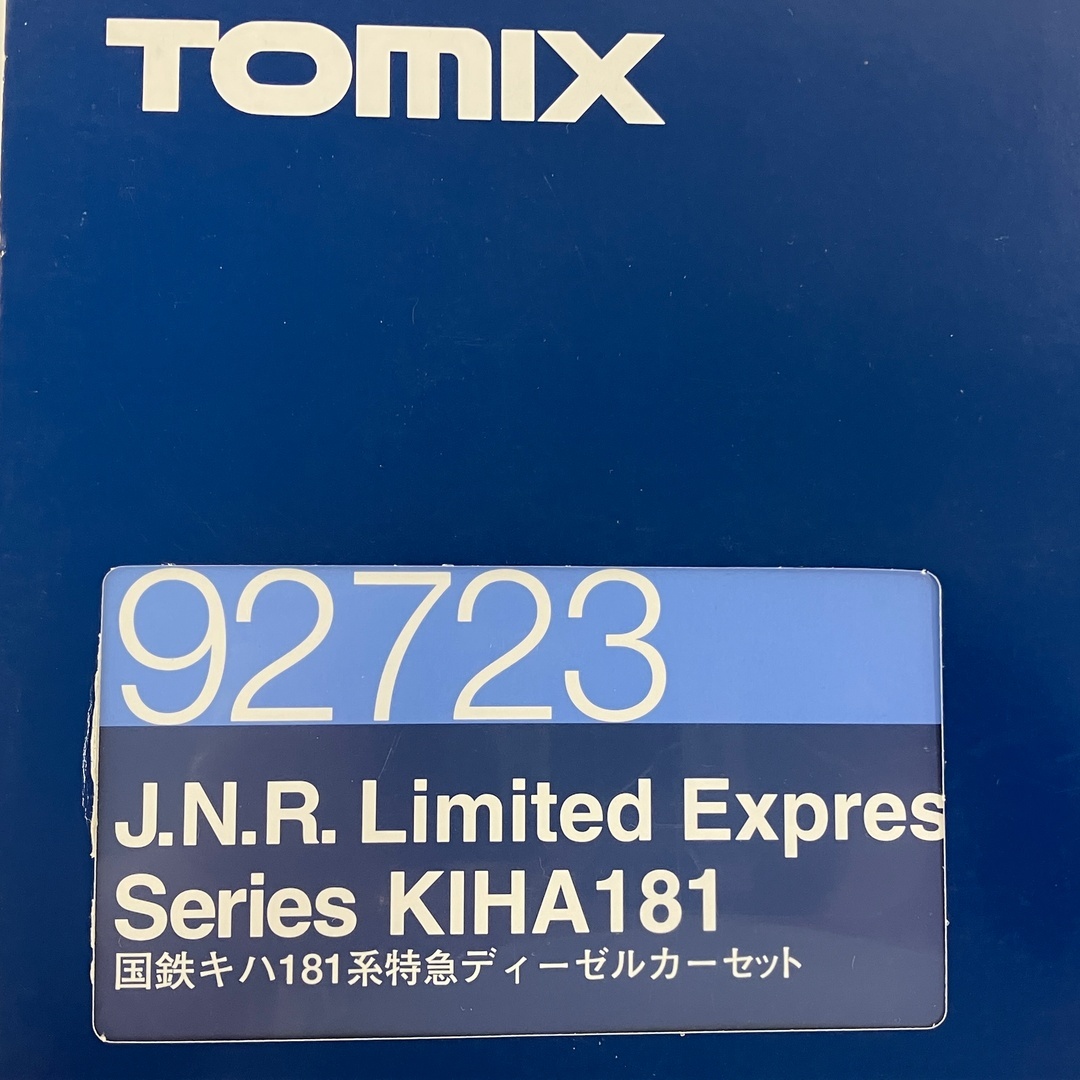 TOMIX
92723
J.N.R. Limited Expres
Series KIHA181
国鉄キハ181系特急ディーゼルカーセット